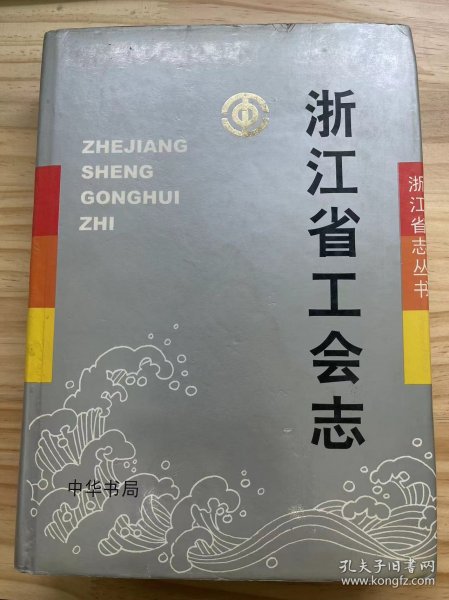 ZHEJIANG
SHENG
GONGHUI
ZHI
浙江省工会志
浙江省志丛书
中华书局
孔夫子旧书网
www.kongfz.com